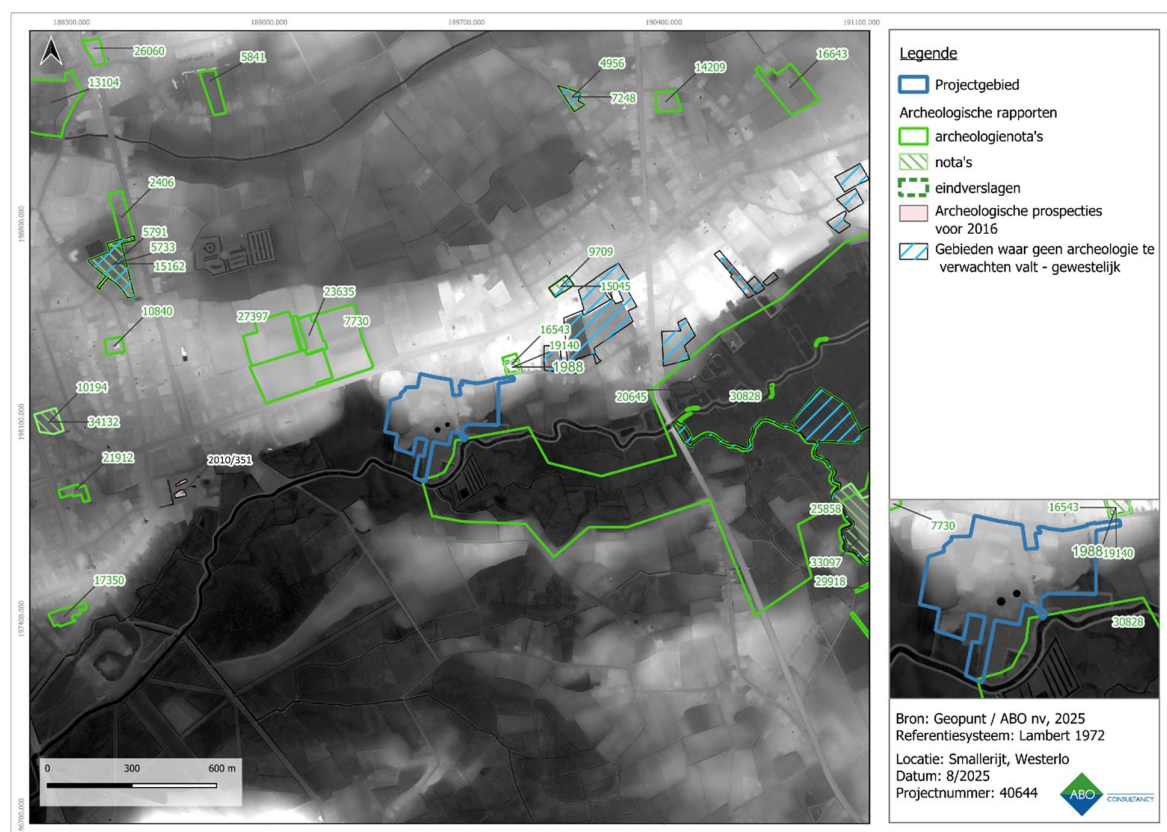 188300.000
189000.000
189700.000
190400.000
191100.000
198800.000
198100.000
197400.000
196700.000
26060
13104
5841
4956
7248
14209
16643
2406
5791
5733
15162
10840
9709
15045
23635
27397
7730
16543
19140
1988
10194
34132
20645
30828
21912
2010/351
25858
17350
33097
29918
0 300 600 m
Legende
Projectgebied
Archeologische rapporten
archeologienota's
nota's
eindverslagen
Archeologische prospecties
voor 2016
Gebieden waar geen archeologie te
verwachten valt - gewestelijk
7730
16543
1988
19140
30828
Bron: Geopunt / ABO nv, 2025
Referentiesysteem: Lambert 1972
Locatie: Smallerijt, Westerlo
Datum: 8/2025
Projectnummer: 40644
ABO
CONSULTANCY